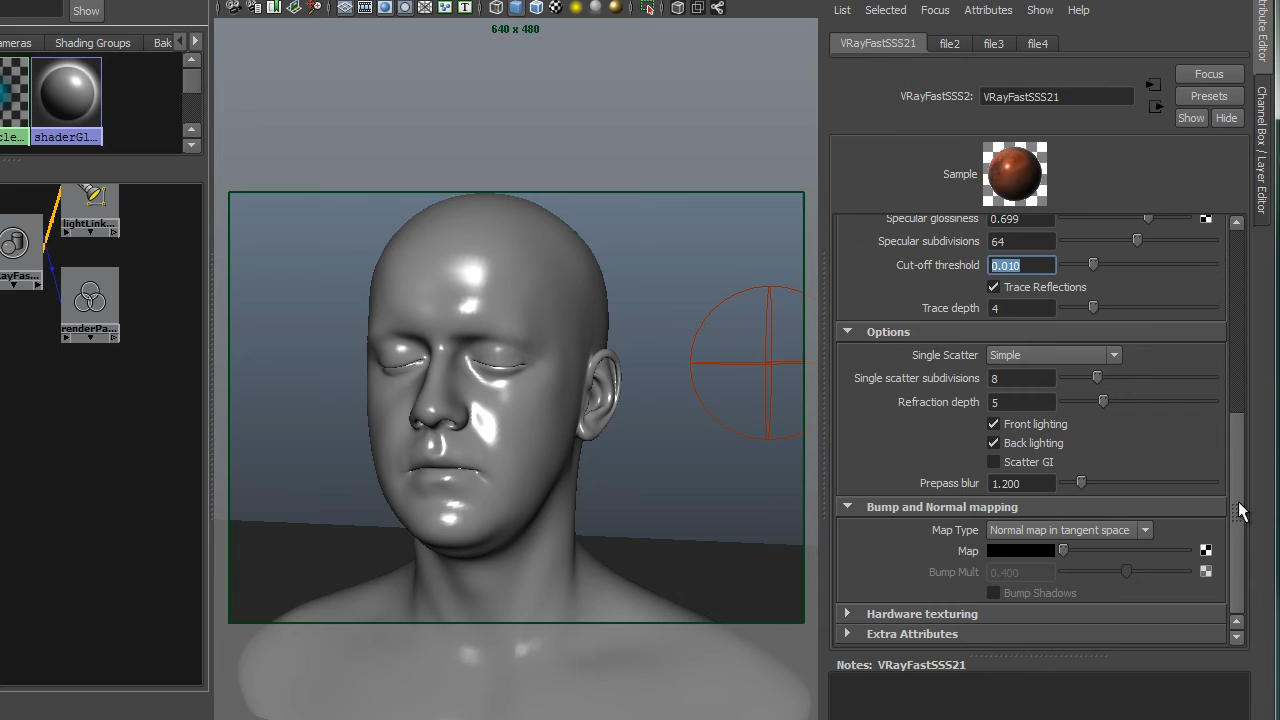 Show
List Selected Focus Attributes Show Help
640 x 480
ameras Shading Groups Bak
VRayFastSSS21 file2 file3 file4
Focus
VRayFastSSS2: VRayFastSSS21
Presets
Show Hide
cle... shaderGl...
Sample
Specular glossiness 0.699
lightLink...
Specular subdivisions 64
Cut-off threshold 0.010
RayFas...
Trace Reflections
Trace depth 4
renderPa...
Options
Single Scatter Simple
Single scatter subdivisions 8
Refraction depth 5
Front lighting
Back lighting
Scatter GI
Prepass blur 1.200
Bump and Normal mapping
Map Type Normal map in tangent space
Map
Bump Mult 0.400
Bump Shadows
Hardware texturing
Extra Attributes
Notes: VRayFastSSS21
tribute Editor
Channel Box / Layer Editor